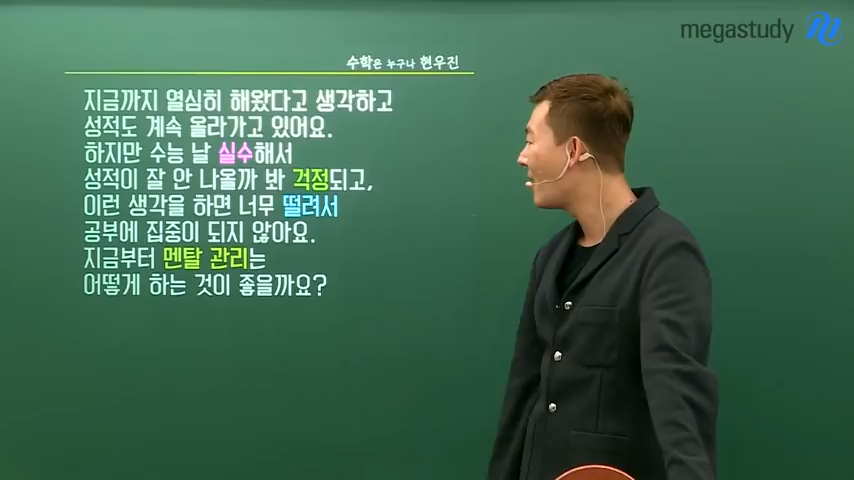 megastudy
수학은 누구나 현우진
지금까지 열심히 해왔다고 생각하고
성적도 계속 올라가고 있어요.
하지만 수능 날 실수해서
성적이 잘 안 나올까 봐 걱정되고,
이런 생각을 하면 너무 떨려서
공부에 집중이 되지 않아요.
지금부터 멘탈 관리는
어떻게 하는 것이 좋을까요?